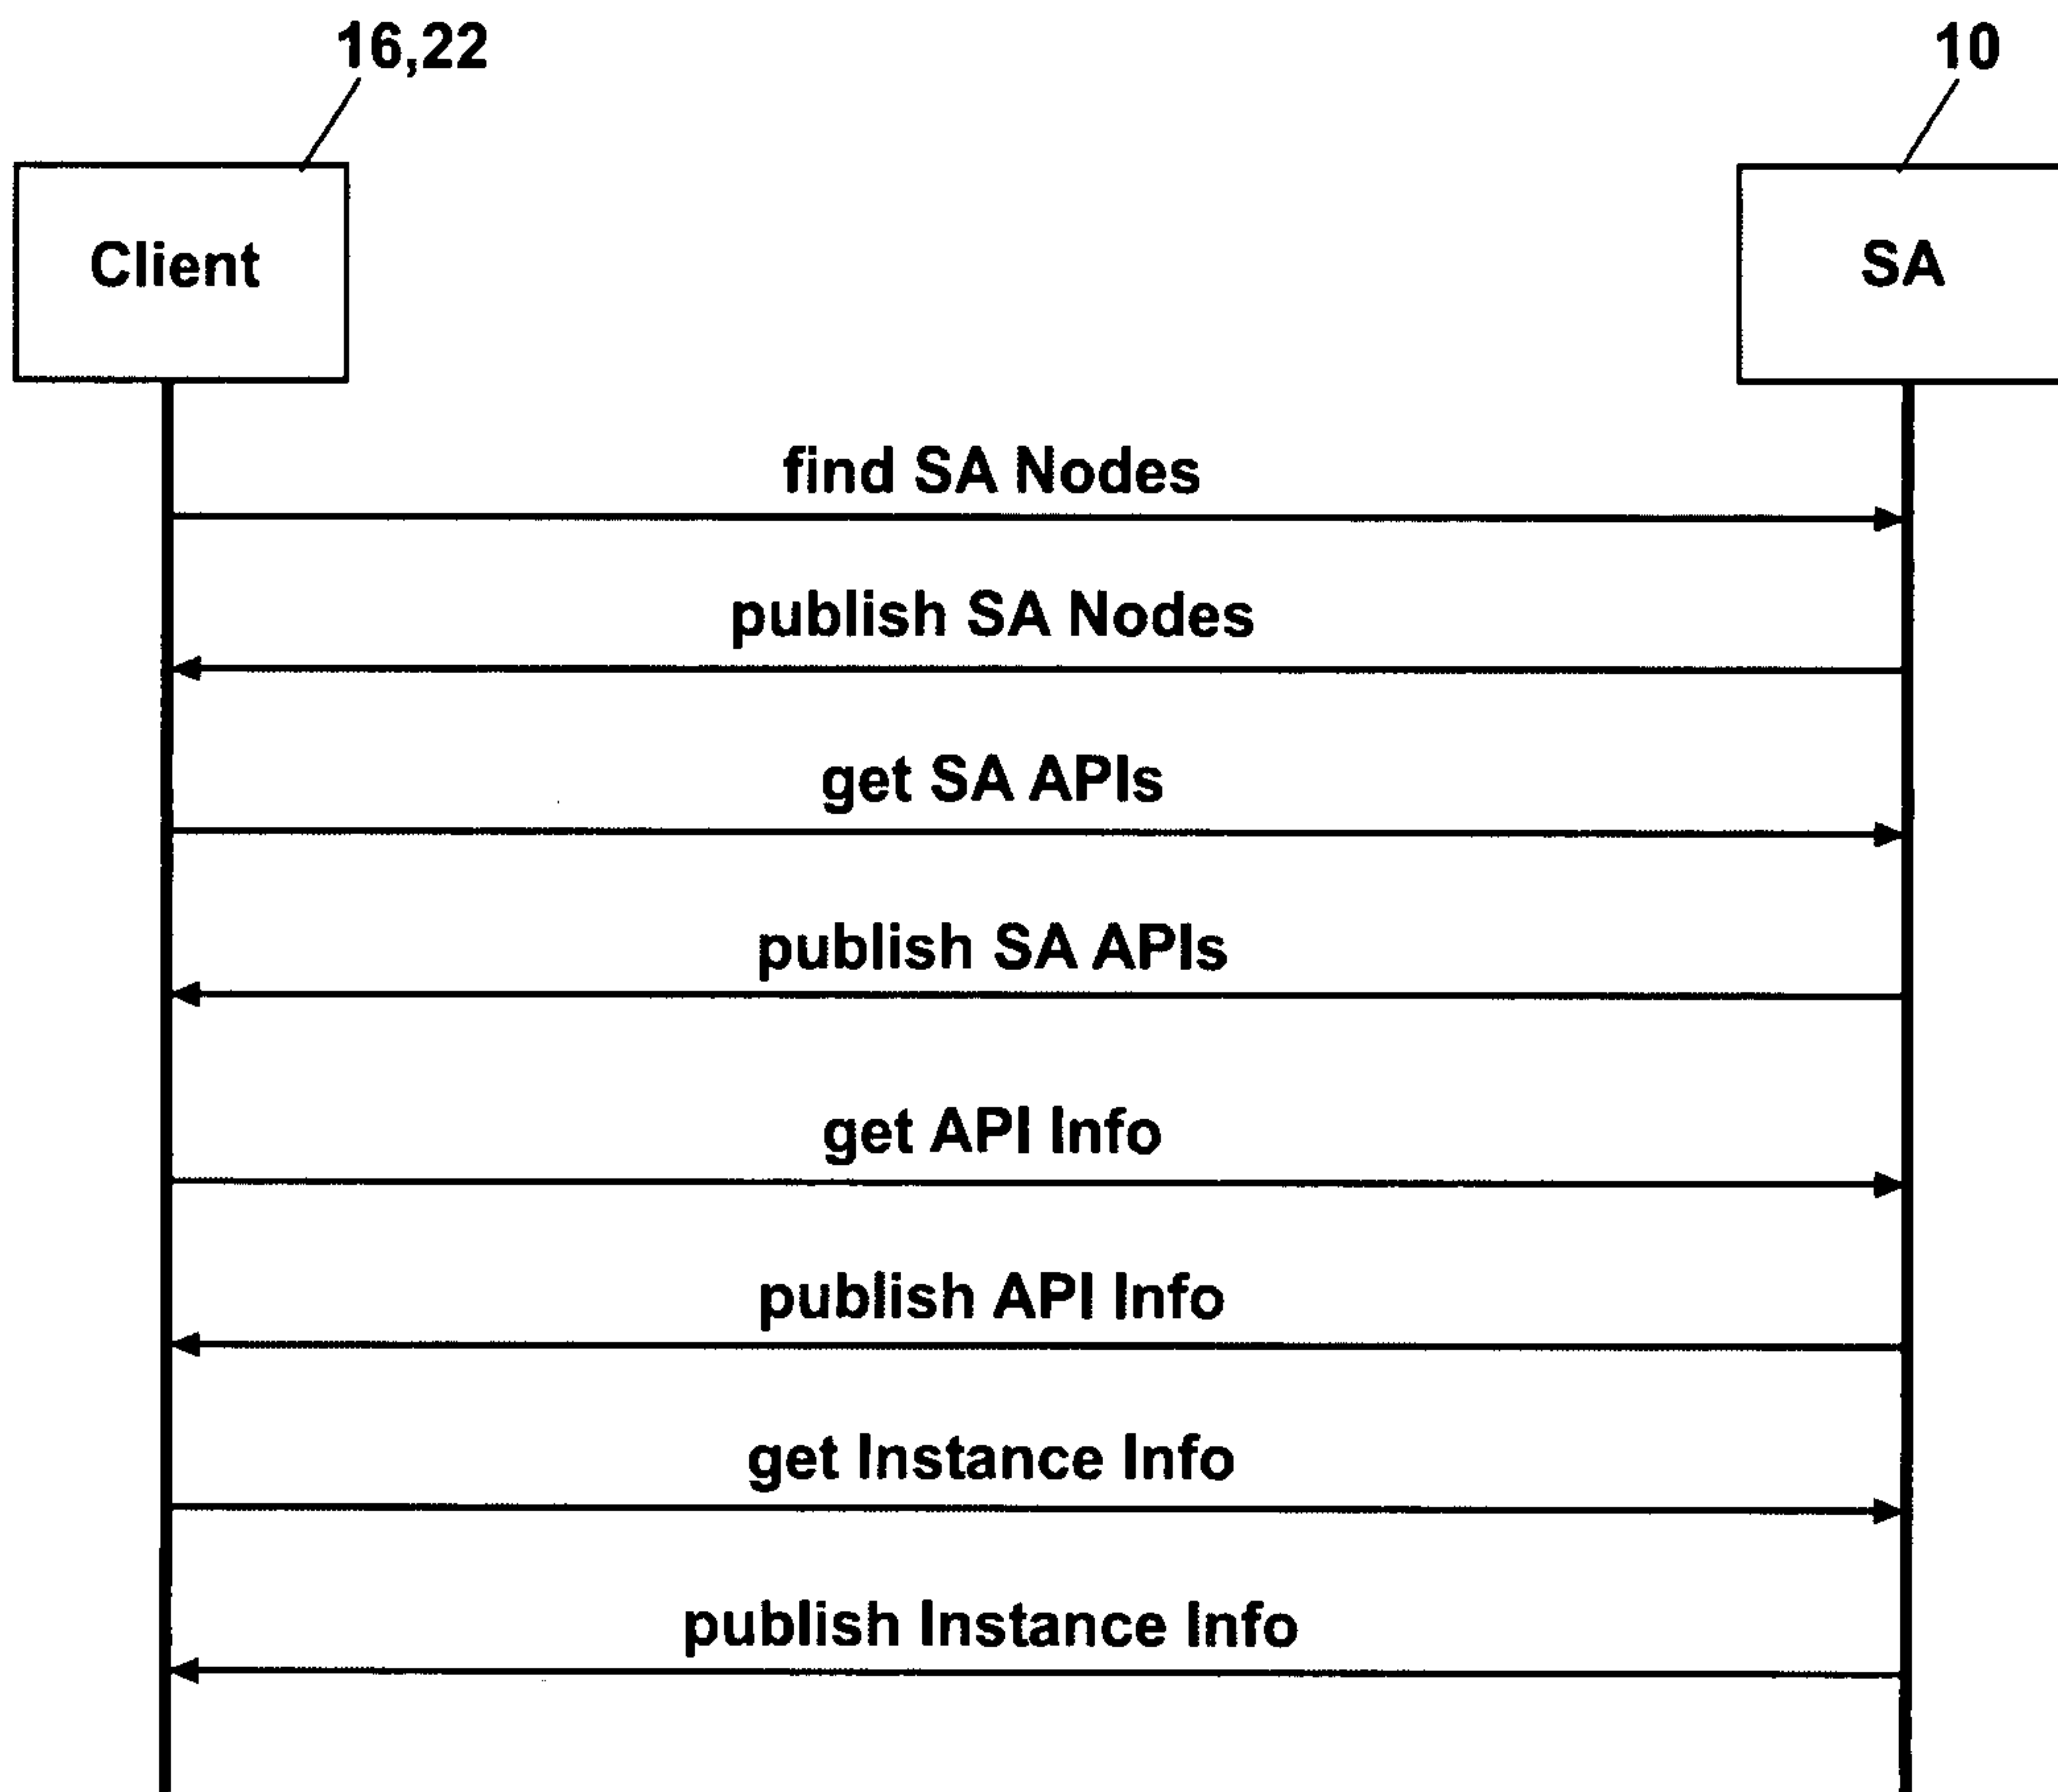 16,22
10
Client
SA
find SA Nodes
publish SA Nodes
get SA APIs
publish SA APIs
get API Info
publish API Info
get Instance Info
publish Instance Info